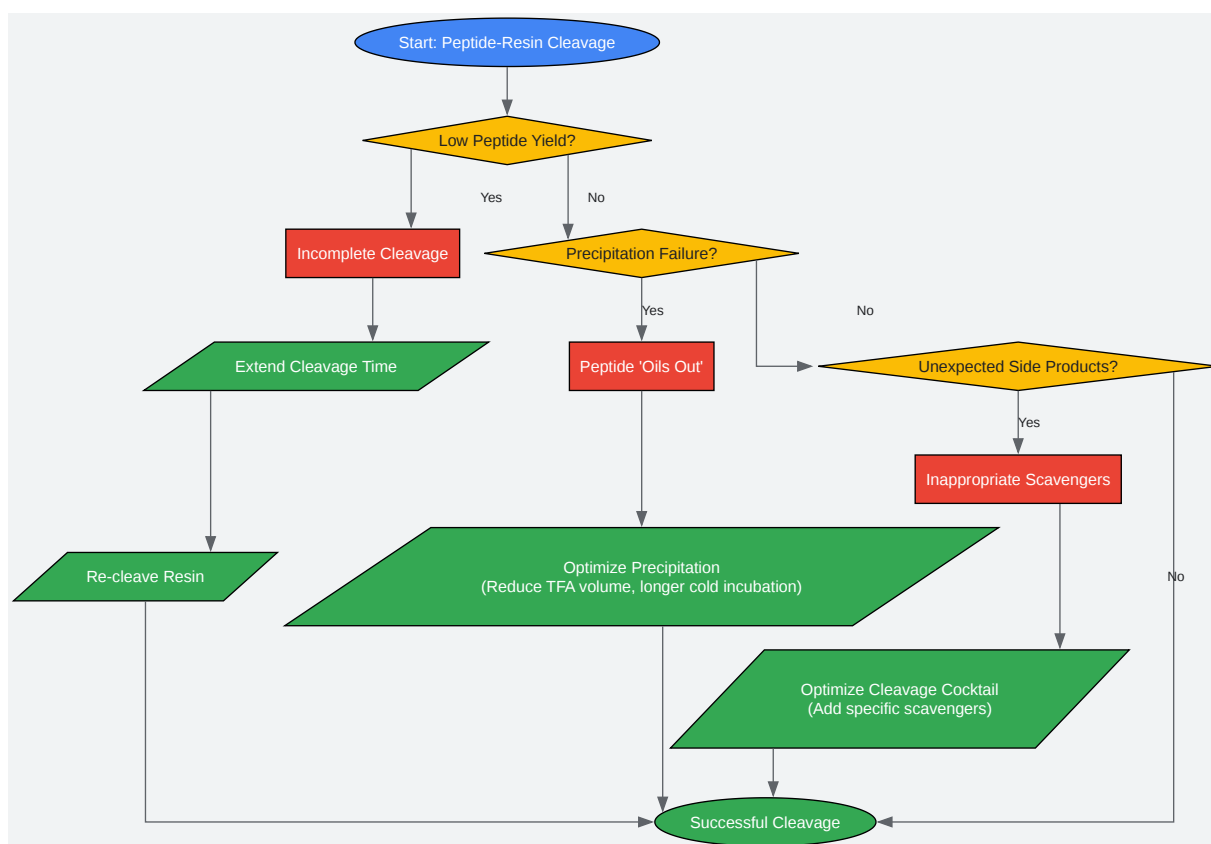 Start: Peptide-Resin Cleavage
Low Peptide Yield?
Yes
No
Incomplete Cleavage
Precipitation Failure?
Yes
No
Extend Cleavage Time
Peptide 'Oils Out'
Unexpected Side Products?
Yes
Inappropriate Scavengers
Re-cleave Resin
Optimize Precipitation
(Reduce TFA volume, longer cold incubation)
No
Optimize Cleavage Cocktail
(Add specific scavengers)
Successful Cleavage